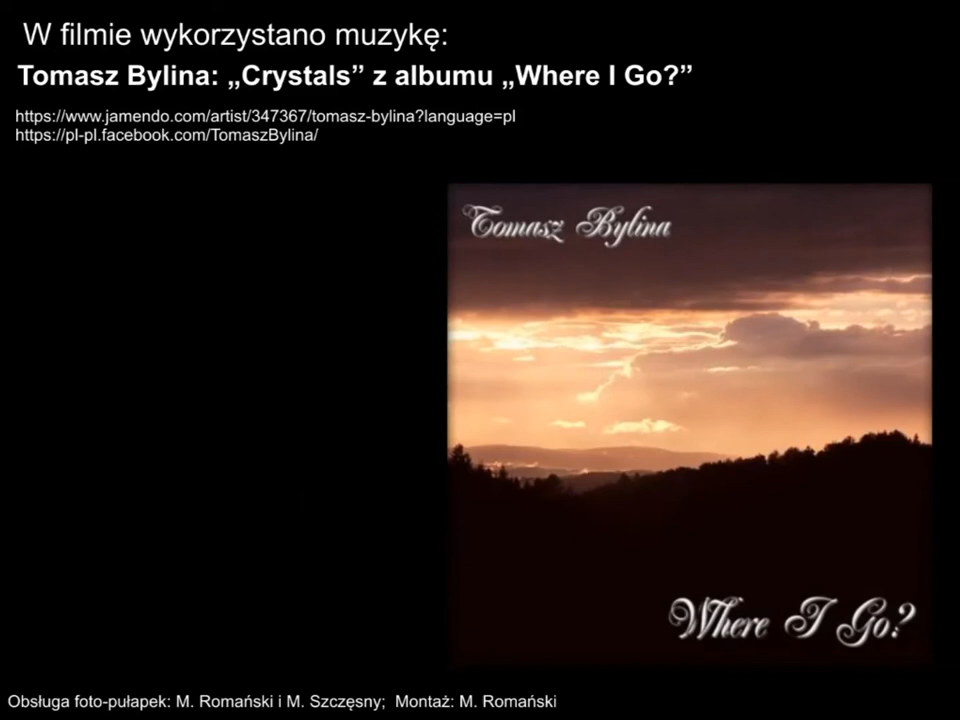 W filmie wykorzystano muzykę:
Tomasz Bylina: „Crystals” z albumu „Where I Go?”
https://www.jamendo.com/artist/347367/tomasz-bylina?language=pl
https://pl-pl.facebook.com/TomaszBylina/
Tomasz Bylina
Where I Go?
Obsługa foto-pułapek: M. Romański i M. Szczęsny; Montaż: M. Romański